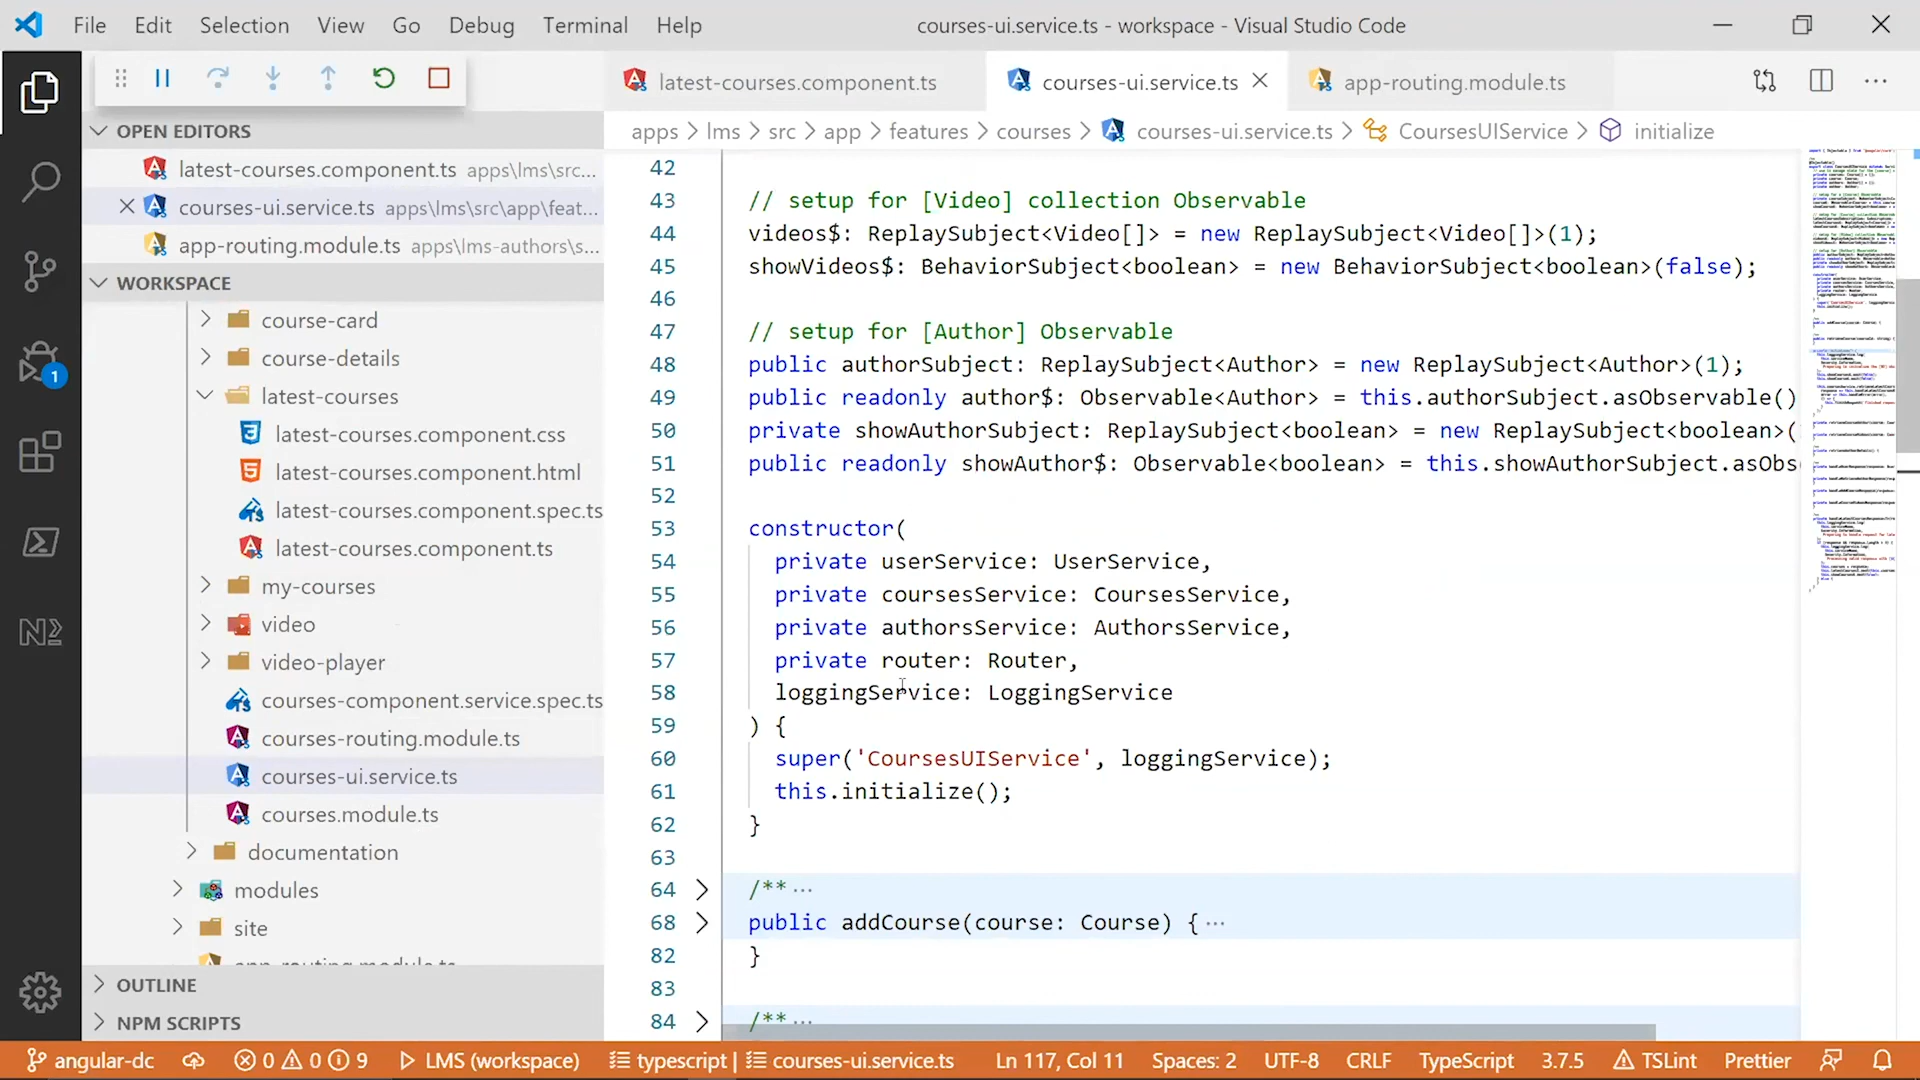 File Edit Selection View Go Debug Terminal Help
courses-ui.service.ts - workspace - Visual Studio Code
latest-courses.component.ts
courses-ui.service.ts
app-routing.module.ts
apps > lms > src > app > features > courses > courses-ui.service.ts > CoursesUIService > initialize
OPEN EDITORS
latest-courses.component.ts apps\lms\src...
courses-ui.service.ts apps\lms\src\app\feat...
app-routing.module.ts apps\lms-authors\s...
WORKSPACE
course-card
course-details
latest-courses
latest-courses.component.css
latest-courses.component.html
latest-courses.component.spec.ts
latest-courses.component.ts
my-courses
video
video-player
courses-component.service.spec.ts
courses-routing.module.ts
courses-ui.service.ts
courses.module.ts
documentation
modules
site
app-routing.module.ts
OUTLINE
NPM SCRIPTS
1
42
43 // setup for [Video] collection Observable
44 videos$: ReplaySubject<Video[]> = new ReplaySubject<Video[]>(1);
45 showVideos$: BehaviorSubject<boolean> = new BehaviorSubject<boolean>(false);
46
47 // setup for [Author] Observable
48 public authorSubject: ReplaySubject<Author> = new ReplaySubject<Author>(1);
49 public readonly author$: Observable<Author> = this.authorSubject.asObservable()
50 private showAuthorSubject: ReplaySubject<boolean> = new ReplaySubject<boolean>(
51 public readonly showAuthor$: Observable<boolean> = this.showAuthorSubject.asObs
52
53 constructor(
54 private userService: UserService,
55 private coursesService: CoursesService,
56 private authorsService: AuthorsService,
57 private router: Router,
58 loggingService: LoggingService
59 ) {
60 super('CoursesUIService', loggingService);
61 this.initialize();
62 }
63
64 /** ...
68 public addCourse(course: Course) { ...
82 }
83
84 /** ...
angular-dc 0 0 9 LMS (workspace) typescript | courses-ui.service.ts Ln 117, Col 11 Spaces: 2 UTF-8 CRLF TypeScript 3.7.5 TSLint Prettier